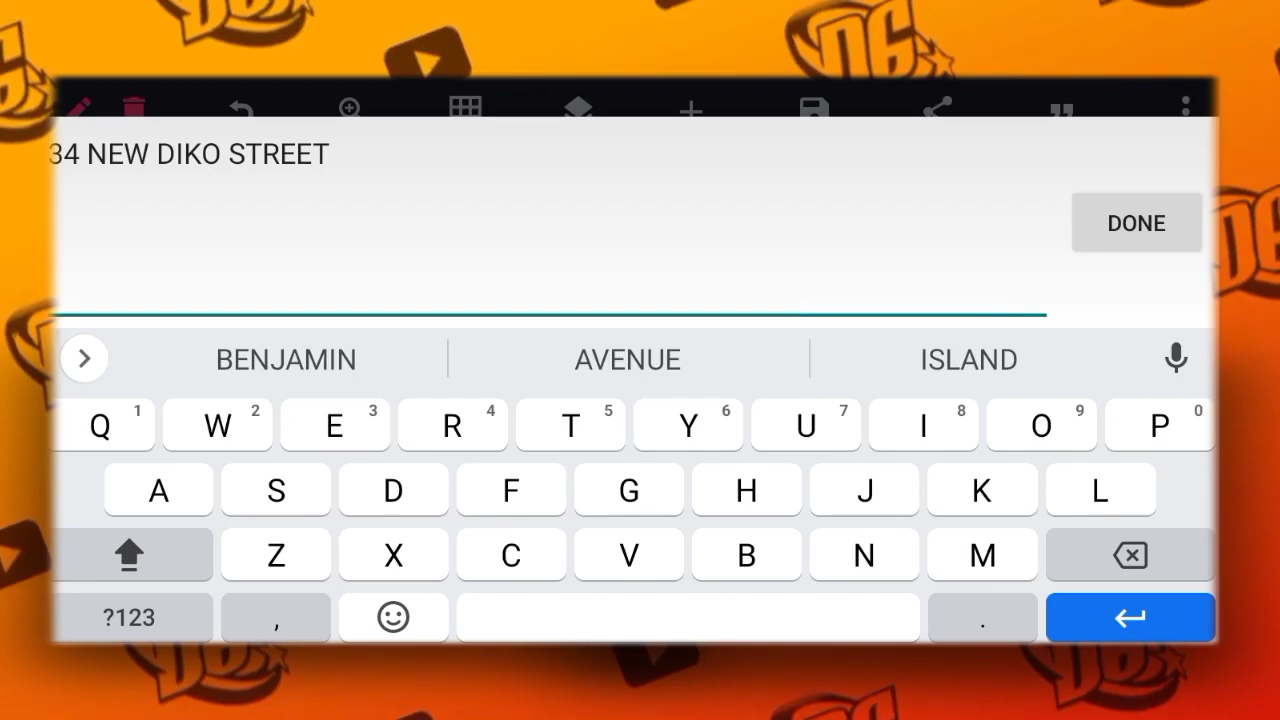 34 NEW DIKO STREET
DONE
BENJAMIN AVENUE ISLAND
Q 1 W 2 E 3 R 4 T 5 Y 6 U 7 I 8 O 9 P 0
A S D F G H J K L
Z X C V B N M
?123 , .